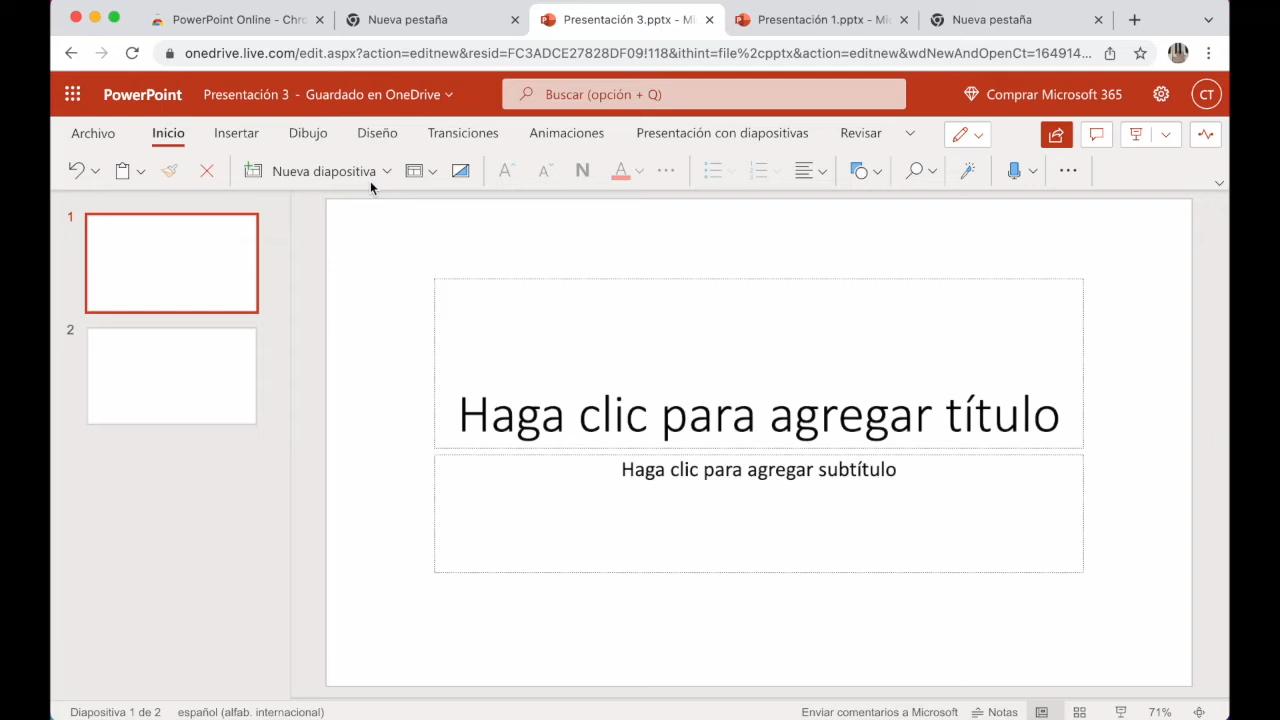 PowerPoint Online - Chro
Nueva pestaña
Presentación 3.pptx - Mi
Presentación 1.pptx - Mic
Nueva pestaña
onedrive.live.com/edit.aspx?action=editnew&resid=FC3ADCE27828DF09!118&ithint=file%2cpptx&action=editnew&wdNewAndOpenCt=164914...
PowerPoint
Presentación 3 - Guardado en OneDrive
Buscar (opción + Q)
Comprar Microsoft 365
CT
Archivo
Inicio
Insertar
Dibujo
Diseño
Transiciones
Animaciones
Presentación con diapositivas
Revisar
Nueva diapositiva
A
A
N
A
1
2
Haga clic para agregar título
Haga clic para agregar subtítulo
Diapositiva 1 de 2
español (alfab. internacional)
Enviar comentarios a Microsoft
Notas
71%